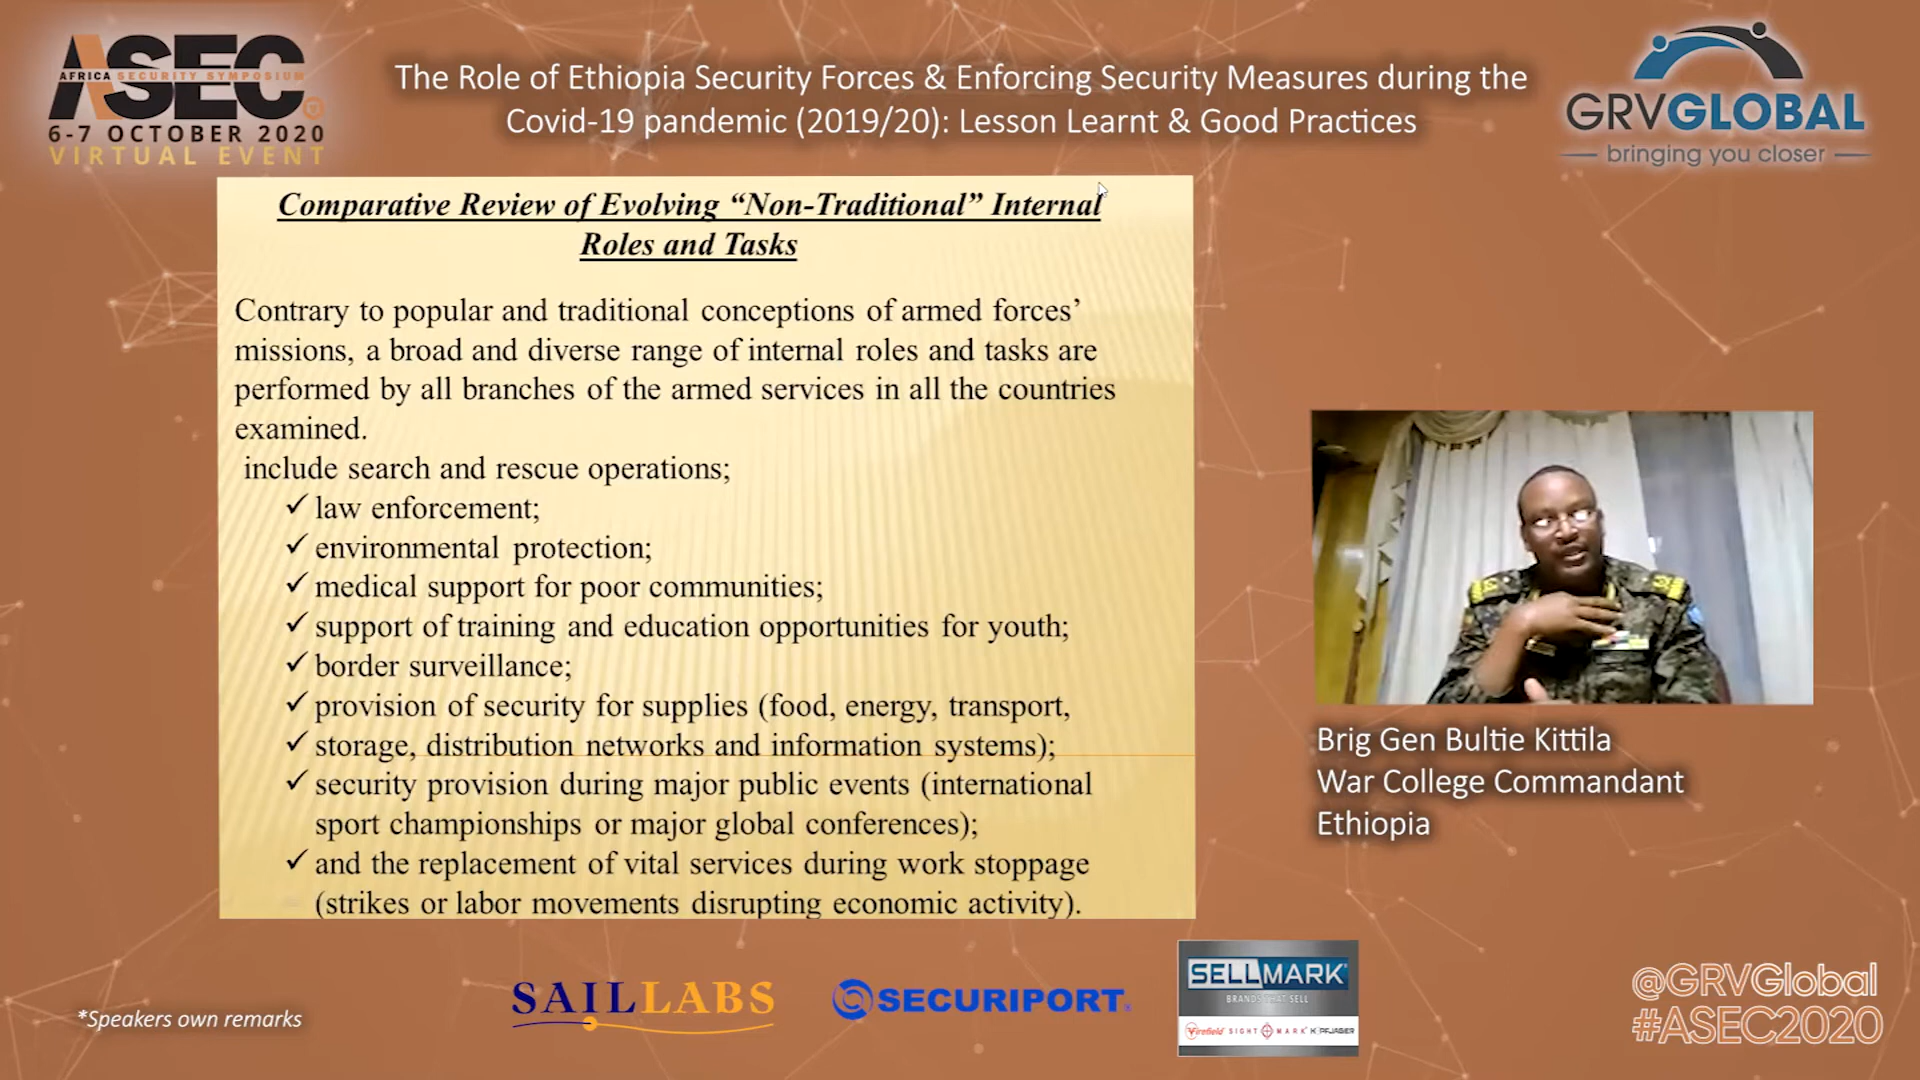 ASEC
AFRICA SECURITY SYMPOSIUM
6-7 OCTOBER 2020
VIRTUAL EVENT
The Role of Ethiopia Security Forces & Enforcing Security Measures during the
Covid-19 pandemic (2019/20): Lesson Learnt & Good Practices
GRVGLOBAL
bringing you closer
Comparative Review of Evolving “Non-Traditional” Internal
Roles and Tasks
Contrary to popular and traditional conceptions of armed forces’
missions, a broad and diverse range of internal roles and tasks are
performed by all branches of the armed services in all the countries
examined.
include search and rescue operations;
✓ law enforcement;
✓ environmental protection;
✓ medical support for poor communities;
✓ support of training and education opportunities for youth;
✓ border surveillance;
✓ provision of security for supplies (food, energy, transport,
✓ storage, distribution networks and information systems);
✓ security provision during major public events (international
sport championships or major global conferences);
✓ and the replacement of vital services during work stoppage
(strikes or labor movements disrupting economic activity).
Brig Gen Bultie Kittila
War College Commandant
Ethiopia
*Speakers own remarks
SAIL LABS
SECURIPORT
SELLMARK
BRANDS THAT SELL
Firefield SIGHTMARK KOPFJÄGER
@GRVGlobal
#ASEC2020